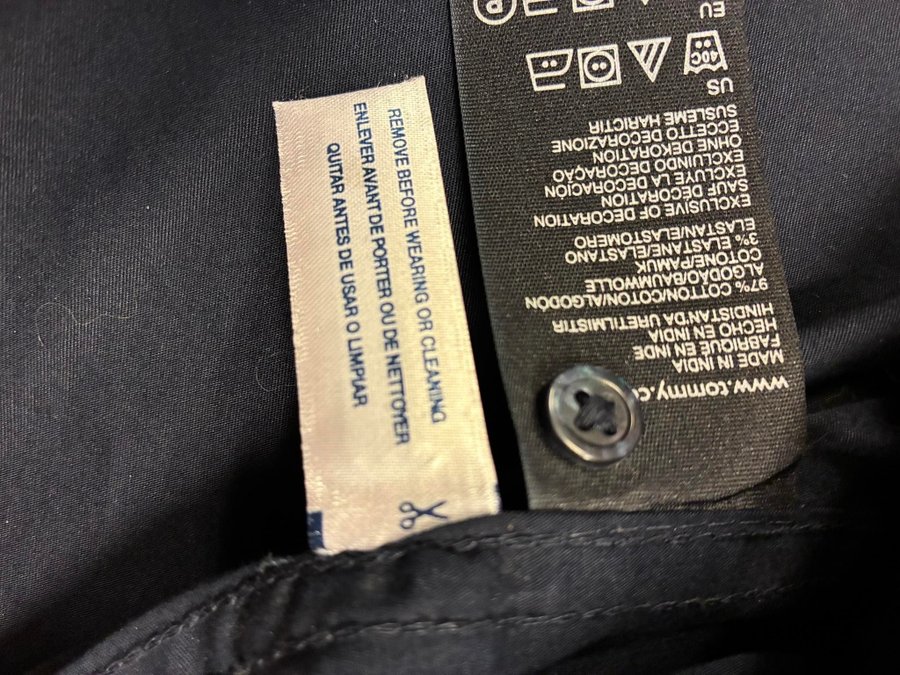 REMOVE BEFORE WEARING OR CLEANING
ENLEVER AVANT DE PORTER OU DE NETTOYER
QUITAR ANTES DE USAR O LIMPIAR
www.tommy.c
MADE IN INDIA
FABRIQUÉ EN INDE
HECHO EN INDIA
HINDISTAN'DA ÜRETILMISTIR
97% COTTON/COTON/ALGODÓN
ALGODÃO/BAUMWOLLE
COTONE/PAMUK
3% ELASTANE/ELASTANO
ELASTAN/ELASTOMERO
EXCLUSIVE OF DECORATION
SAUF DÉCORATION
EXCLUYE LA DECORACIÓN
EXCLUINDO DECORAÇÃO
OHNE DEKORATION
ECCETTO DECORAZIONE
SUSLEME HARICTIR
US
40C
EU
P